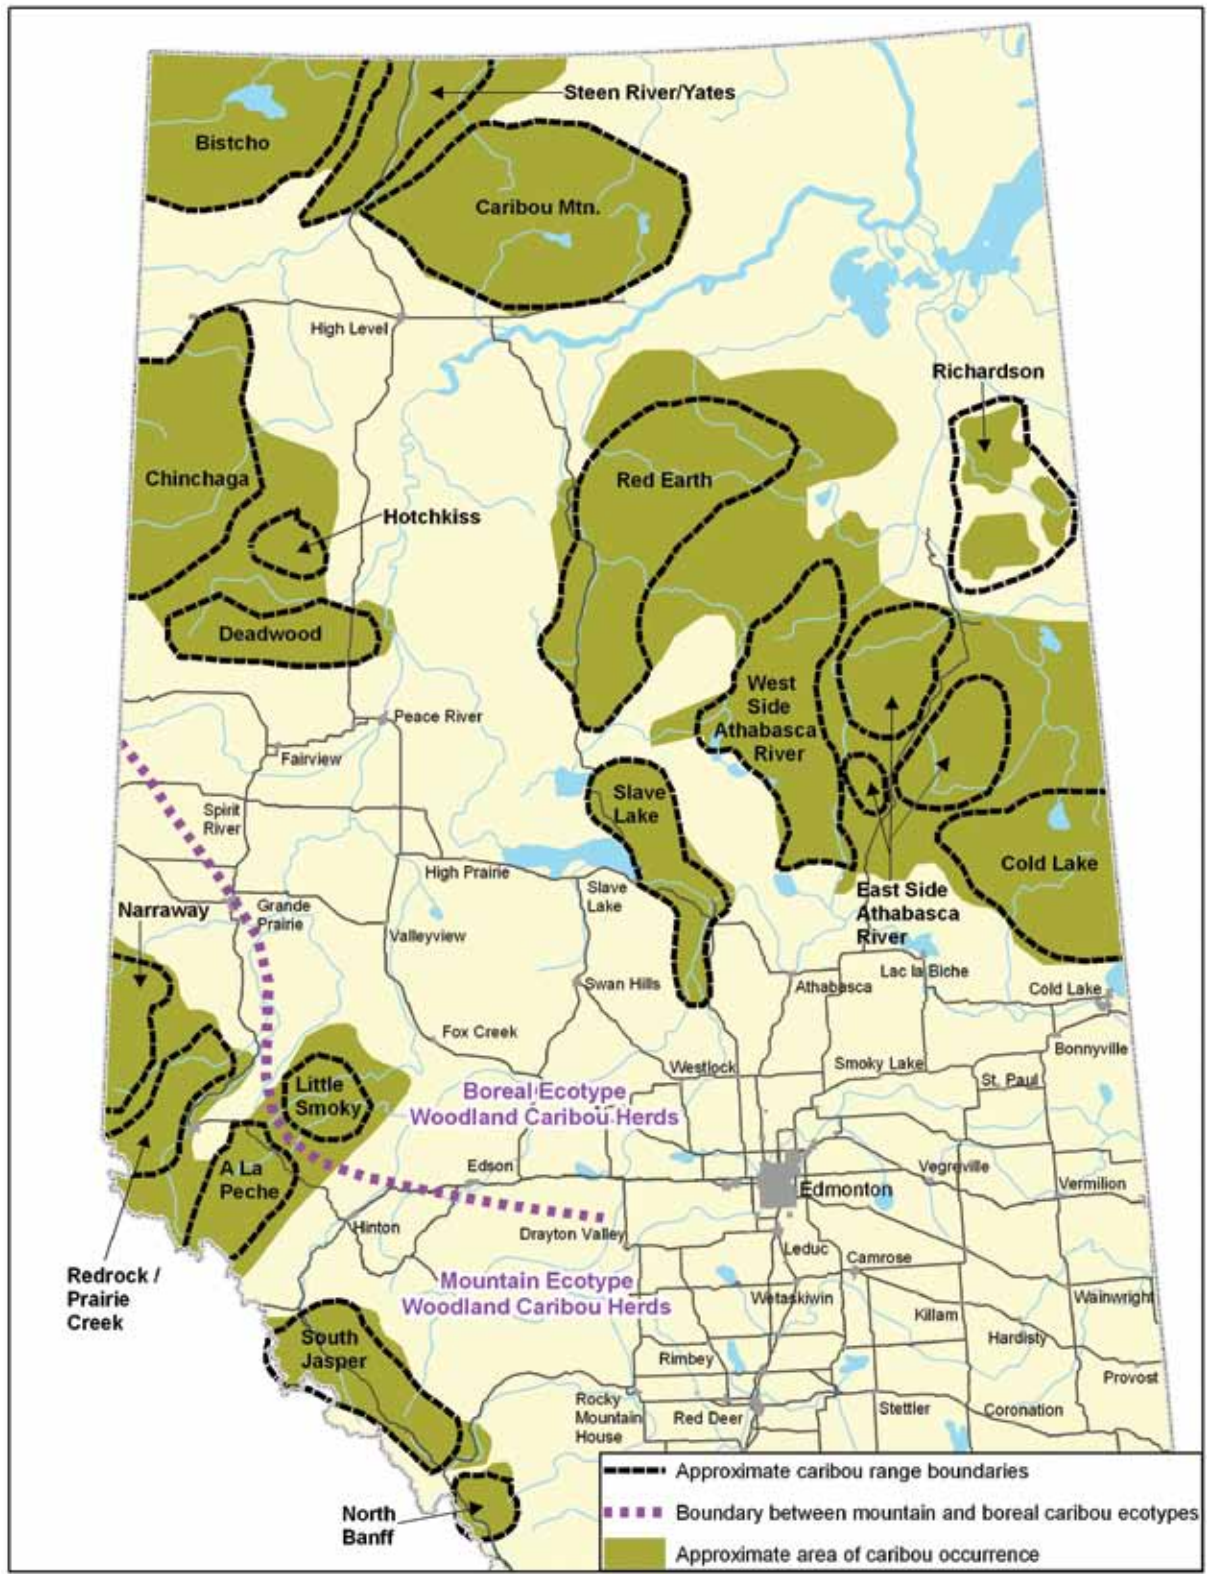 Steen River/Yates
Bistcho
Caribou Mtn.
High Level
Richardson
Chinchaga
Red Earth
Hotchkiss
Deadwood
West
Side
Athabasca
River
Peace River
Fairview
Slave
Lake
Spirit
River
Cold Lake
High Prairie
Slave
Lake
East Side
Athabasca
River
Narraway
Grande
Prairie
Valleyview
Lac la Biche
Swan Hills
Athabasca
Cold Lake
Fox Creek
Bonnyville
Westlock
Smoky Lake
St. Paul
Little
Smoky
Boreal Ecotype
Woodland Caribou Herds
A La
Peche
Edson
Vegreville
Vermilion
Edmonton
Hinton
Drayton Valley
Leduc
Camrose
Redrock /
Prairie
Creek
Mountain Ecotype
Woodland Caribou Herds
Wetaskiwin
Wainwright
Killam
Hardisty
South
Jasper
Rimbey
Provost
Rocky
Mountain
House
Red Deer
Stettler
Coronation
North
Banff
Approximate caribou range boundaries
Boundary between mountain and boreal caribou ecotypes
Approximate area of caribou occurrence